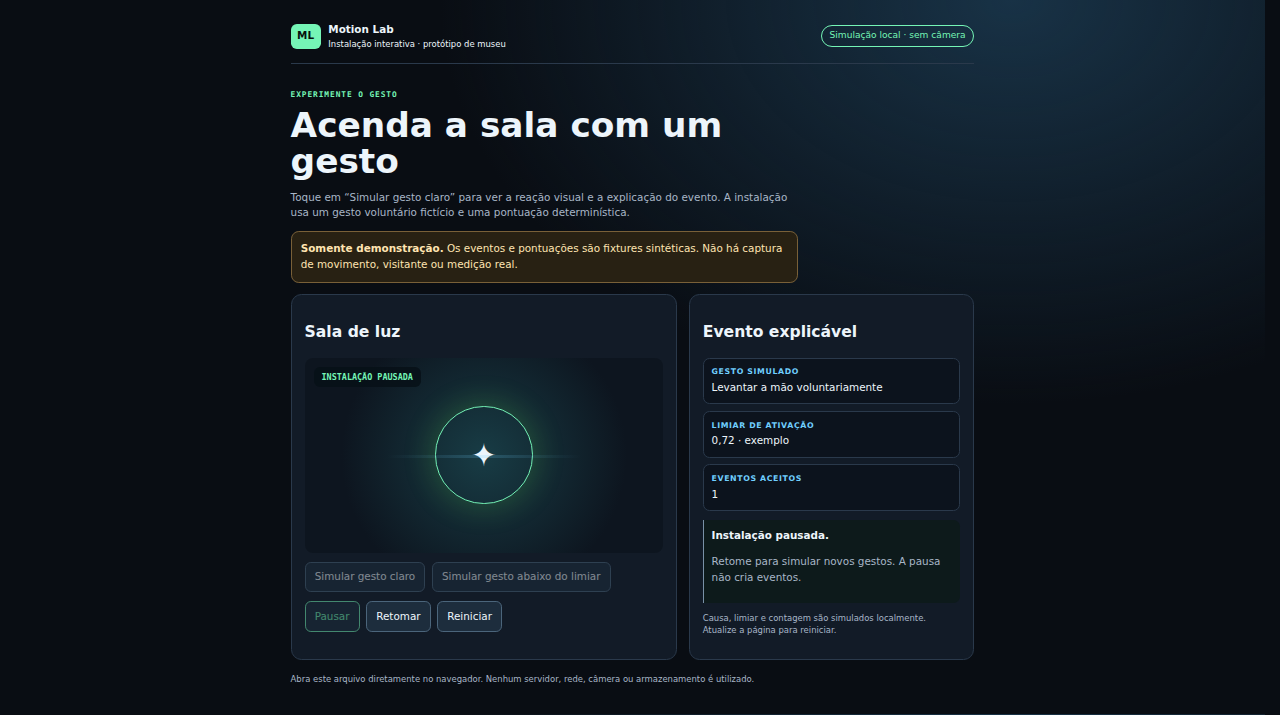 ML
Motion Lab
Instalação interativa · protótipo de museu
Simulação local · sem câmera
EXPERIMENTE O GESTO
Acenda a sala com um
gesto
Toque em “Simular gesto claro” para ver a reação visual e a explicação do evento. A instalação
usa um gesto voluntário fictício e uma pontuação determinística.
Somente demonstração. Os eventos e pontuações são fixtures sintéticas. Não há captura
de movimento, visitante ou medição real.
Sala de luz
INSTALAÇÃO PAUSADA
Simular gesto claro
Simular gesto abaixo do limiar
Pausar
Retomar
Reiniciar
Evento explicável
GESTO SIMULADO
Levantar a mão voluntariamente
LIMIAR DE ATIVAÇÃO
0,72 · exemplo
EVENTOS ACEITOS
1
Instalação pausada.
Retome para simular novos gestos. A pausa
não cria eventos.
Causa, limiar e contagem são simulados localmente.
Atualize a página para reiniciar.
Abra este arquivo diretamente no navegador. Nenhum servidor, rede, câmera ou armazenamento é utilizado.